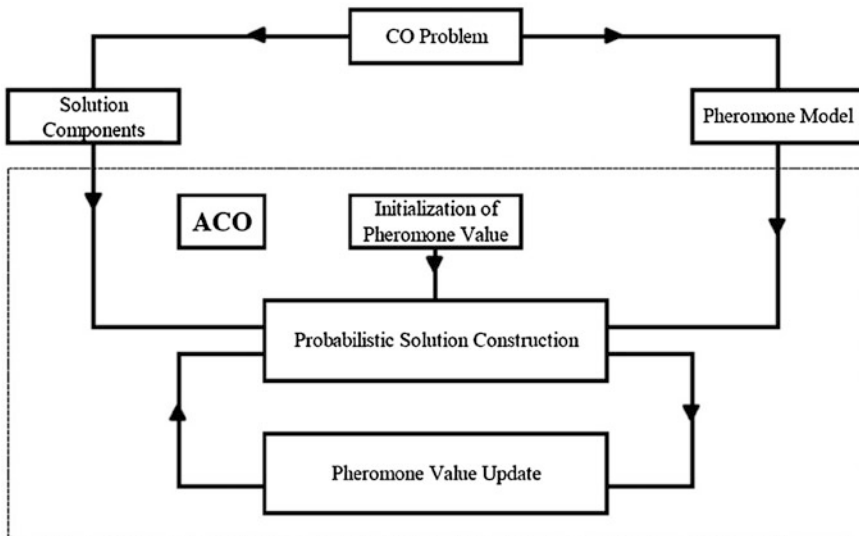 CO Problem
Solution
Components
Pheromone Model
ACO
Initialization of
Pheromone Value
Probabilistic Solution Construction
Pheromone Value Update